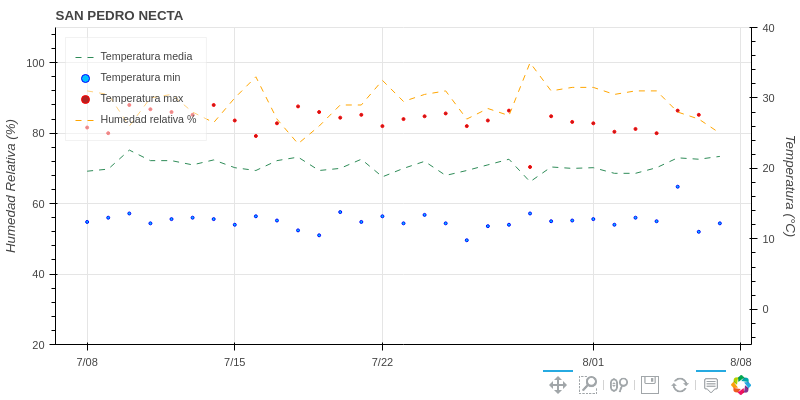 SAN PEDRO NECTA
Temperatura media
Temperatura min
Temperatura max
Humedad relativa %
Humedad Relativa (%)
100
80
60
40
20
40
30
20
10
0
Temperatura (°C)
7/08
7/15
7/22
8/01
8/08